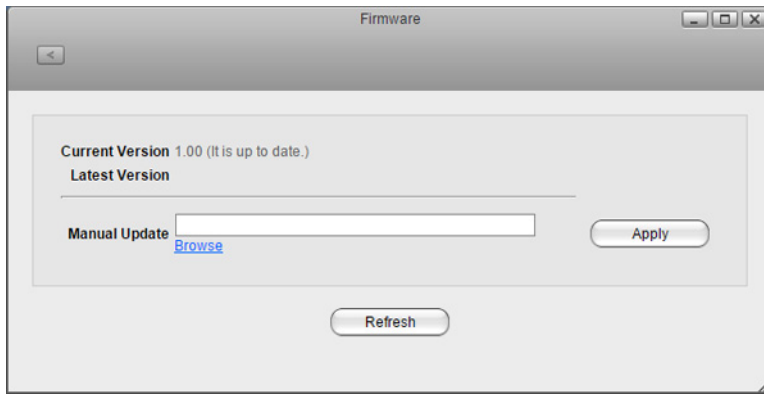 Firmware
<
Current Version 1.00 (It is up to date.)
Latest Version
Manual Update
Browse
Apply
Refresh